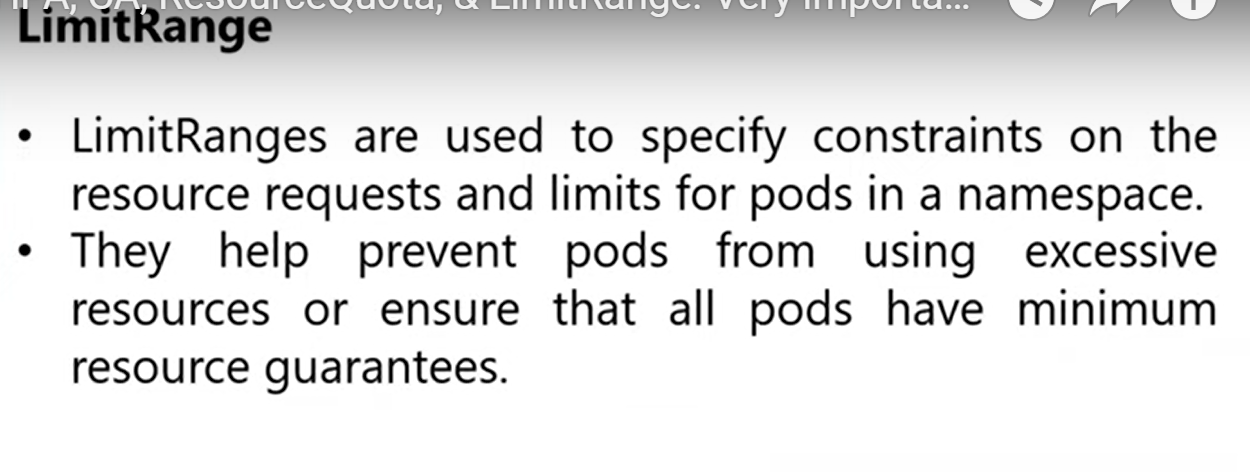 PA, CA, ResourceQuota, & LimitRange: Very Importa...
LimitRange
• LimitRanges are used to specify constraints on the
resource requests and limits for pods in a namespace.
• They help prevent pods from using excessive
resources or ensure that all pods have minimum
resource guarantees.